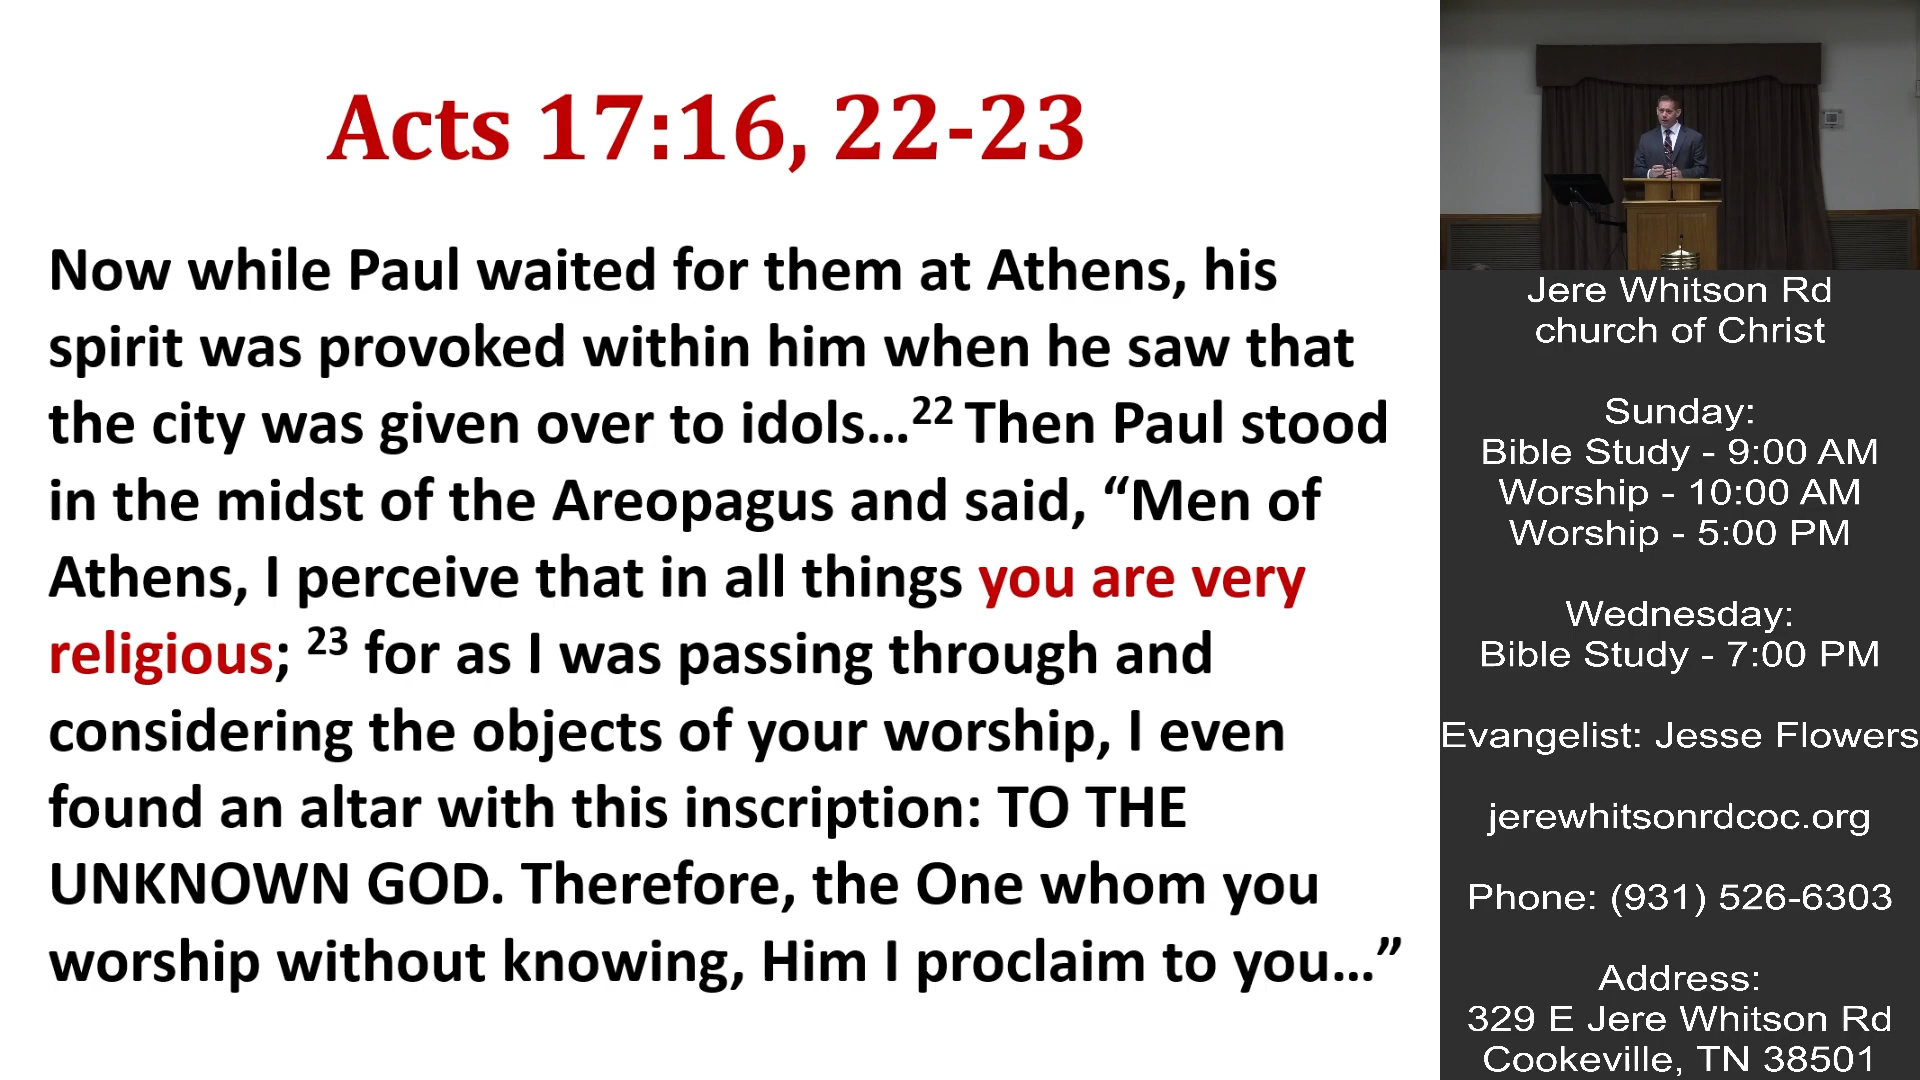 Acts 17:16, 22-23
Now while Paul waited for them at Athens, his
spirit was provoked within him when he saw that
the city was given over to idols…²² Then Paul stood
in the midst of the Areopagus and said, “Men of
Athens, I perceive that in all things you are very
religious; ²³ for as I was passing through and
considering the objects of your worship, I even
found an altar with this inscription: TO THE
UNKNOWN GOD. Therefore, the One whom you
worship without knowing, Him I proclaim to you…”
Jere Whitson Rd
church of Christ
Sunday:
Bible Study - 9:00 AM
Worship - 10:00 AM
Worship - 5:00 PM
Wednesday:
Bible Study - 7:00 PM
Evangelist: Jesse Flowers
jerewhitsonrdcoc.org
Phone: (931) 526-6303
Address:
329 E Jere Whitson Rd
Cookeville, TN 38501